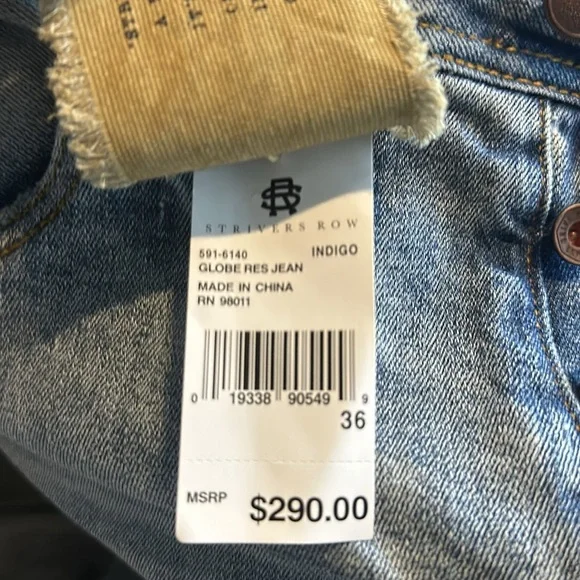 STRIVERS ROW
591-6140 INDIGO
GLOBE RES JEAN
MADE IN CHINA
RN 98011
0 19338 90549 9
36
MSRP $290.00